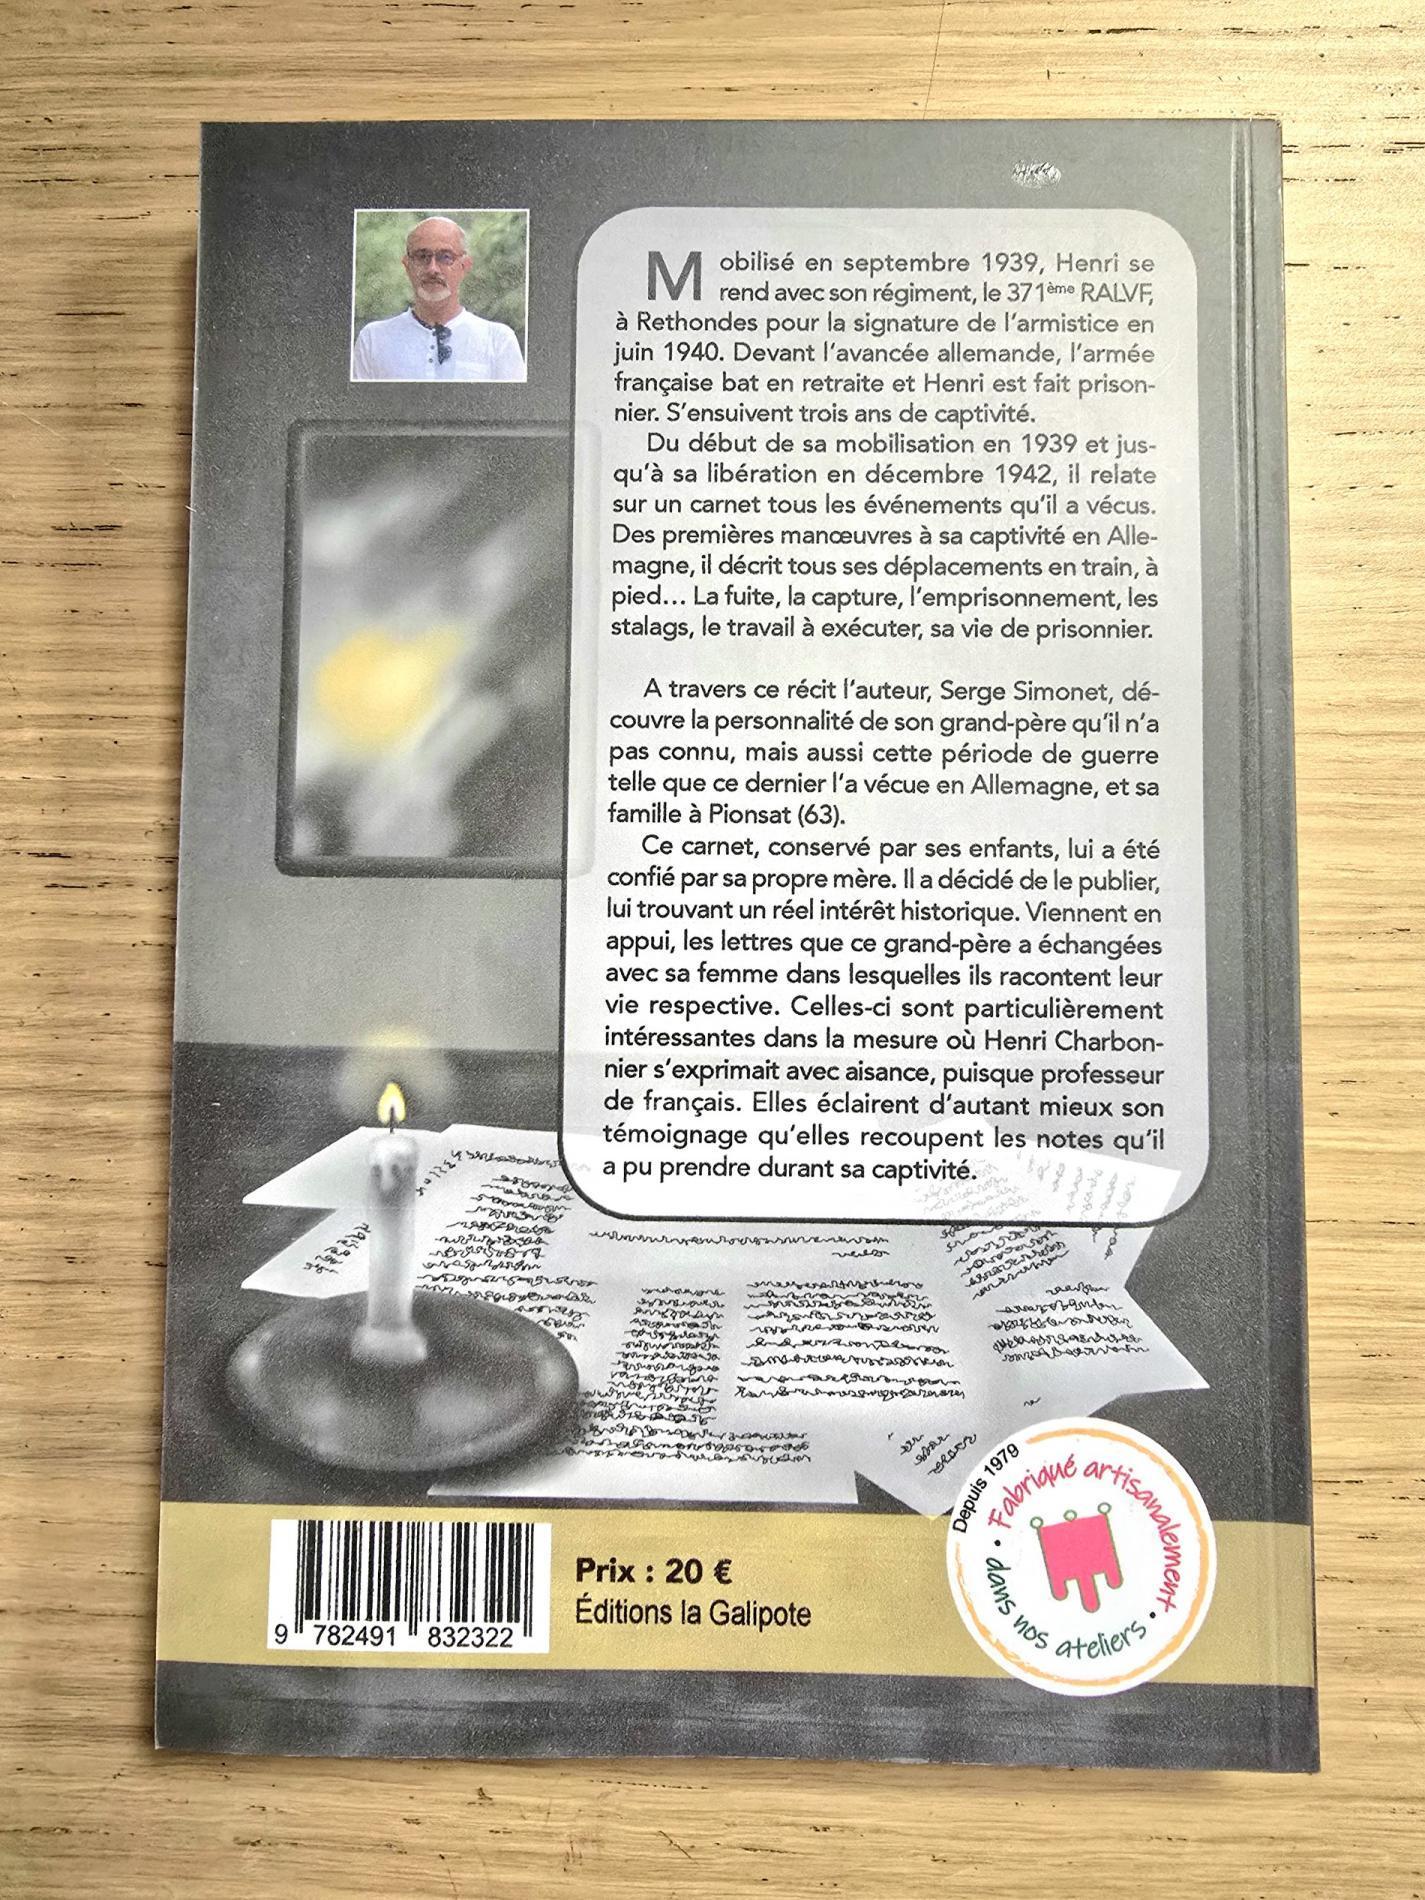 Mobilisé en septembre 1939, Henri se
rend avec son régiment, le 371ème RALVF,
à Rethondes pour la signature de l'armistice en
juin 1940. Devant l'avancée allemande, l'armée
française bat en retraite et Henri est fait prison-
nier. S'ensuivent trois ans de captivité.
Du début de sa mobilisation en 1939 et jus-
qu'à sa libération en décembre 1942, il relate
sur un carnet tous les événements qu'il a vécus.
Des premières manœuvres à sa captivité en Alle-
magne, il décrit tous ses déplacements en train, à
pied... La fuite, la capture, l'emprisonnement, les
stalags, le travail à exécuter, sa vie de prisonnier.
A travers ce récit l'auteur, Serge Simonet, dé-
couvre la personnalité de son grand-père qu'il n'a
pas connu, mais aussi cette période de guerre
telle que ce dernier l'a vécue en Allemagne, et sa
famille à Pionsat (63).
Ce carnet, conservé par ses enfants, lui a été
confié par sa propre mère. Il a décidé de le publier,
lui trouvant un réel intérêt historique. Viennent en
appui, les lettres que ce grand-père a échangées
avec sa femme dans lesquelles ils racontent leur
vie respective. Celles-ci sont particulièrement
intéressantes dans la mesure où Henri Charbon-
nier s'exprimait avec aisance, puisque professeur
de français. Elles éclairent d'autant mieux son
témoignage qu'elles recoupent les notes qu'il
a pu prendre durant sa captivité.
9 782491 832322
Prix : 20 €
Éditions la Galipote
Depuis 1979
• Fabriqué artisanalement •
dans nos ateliers